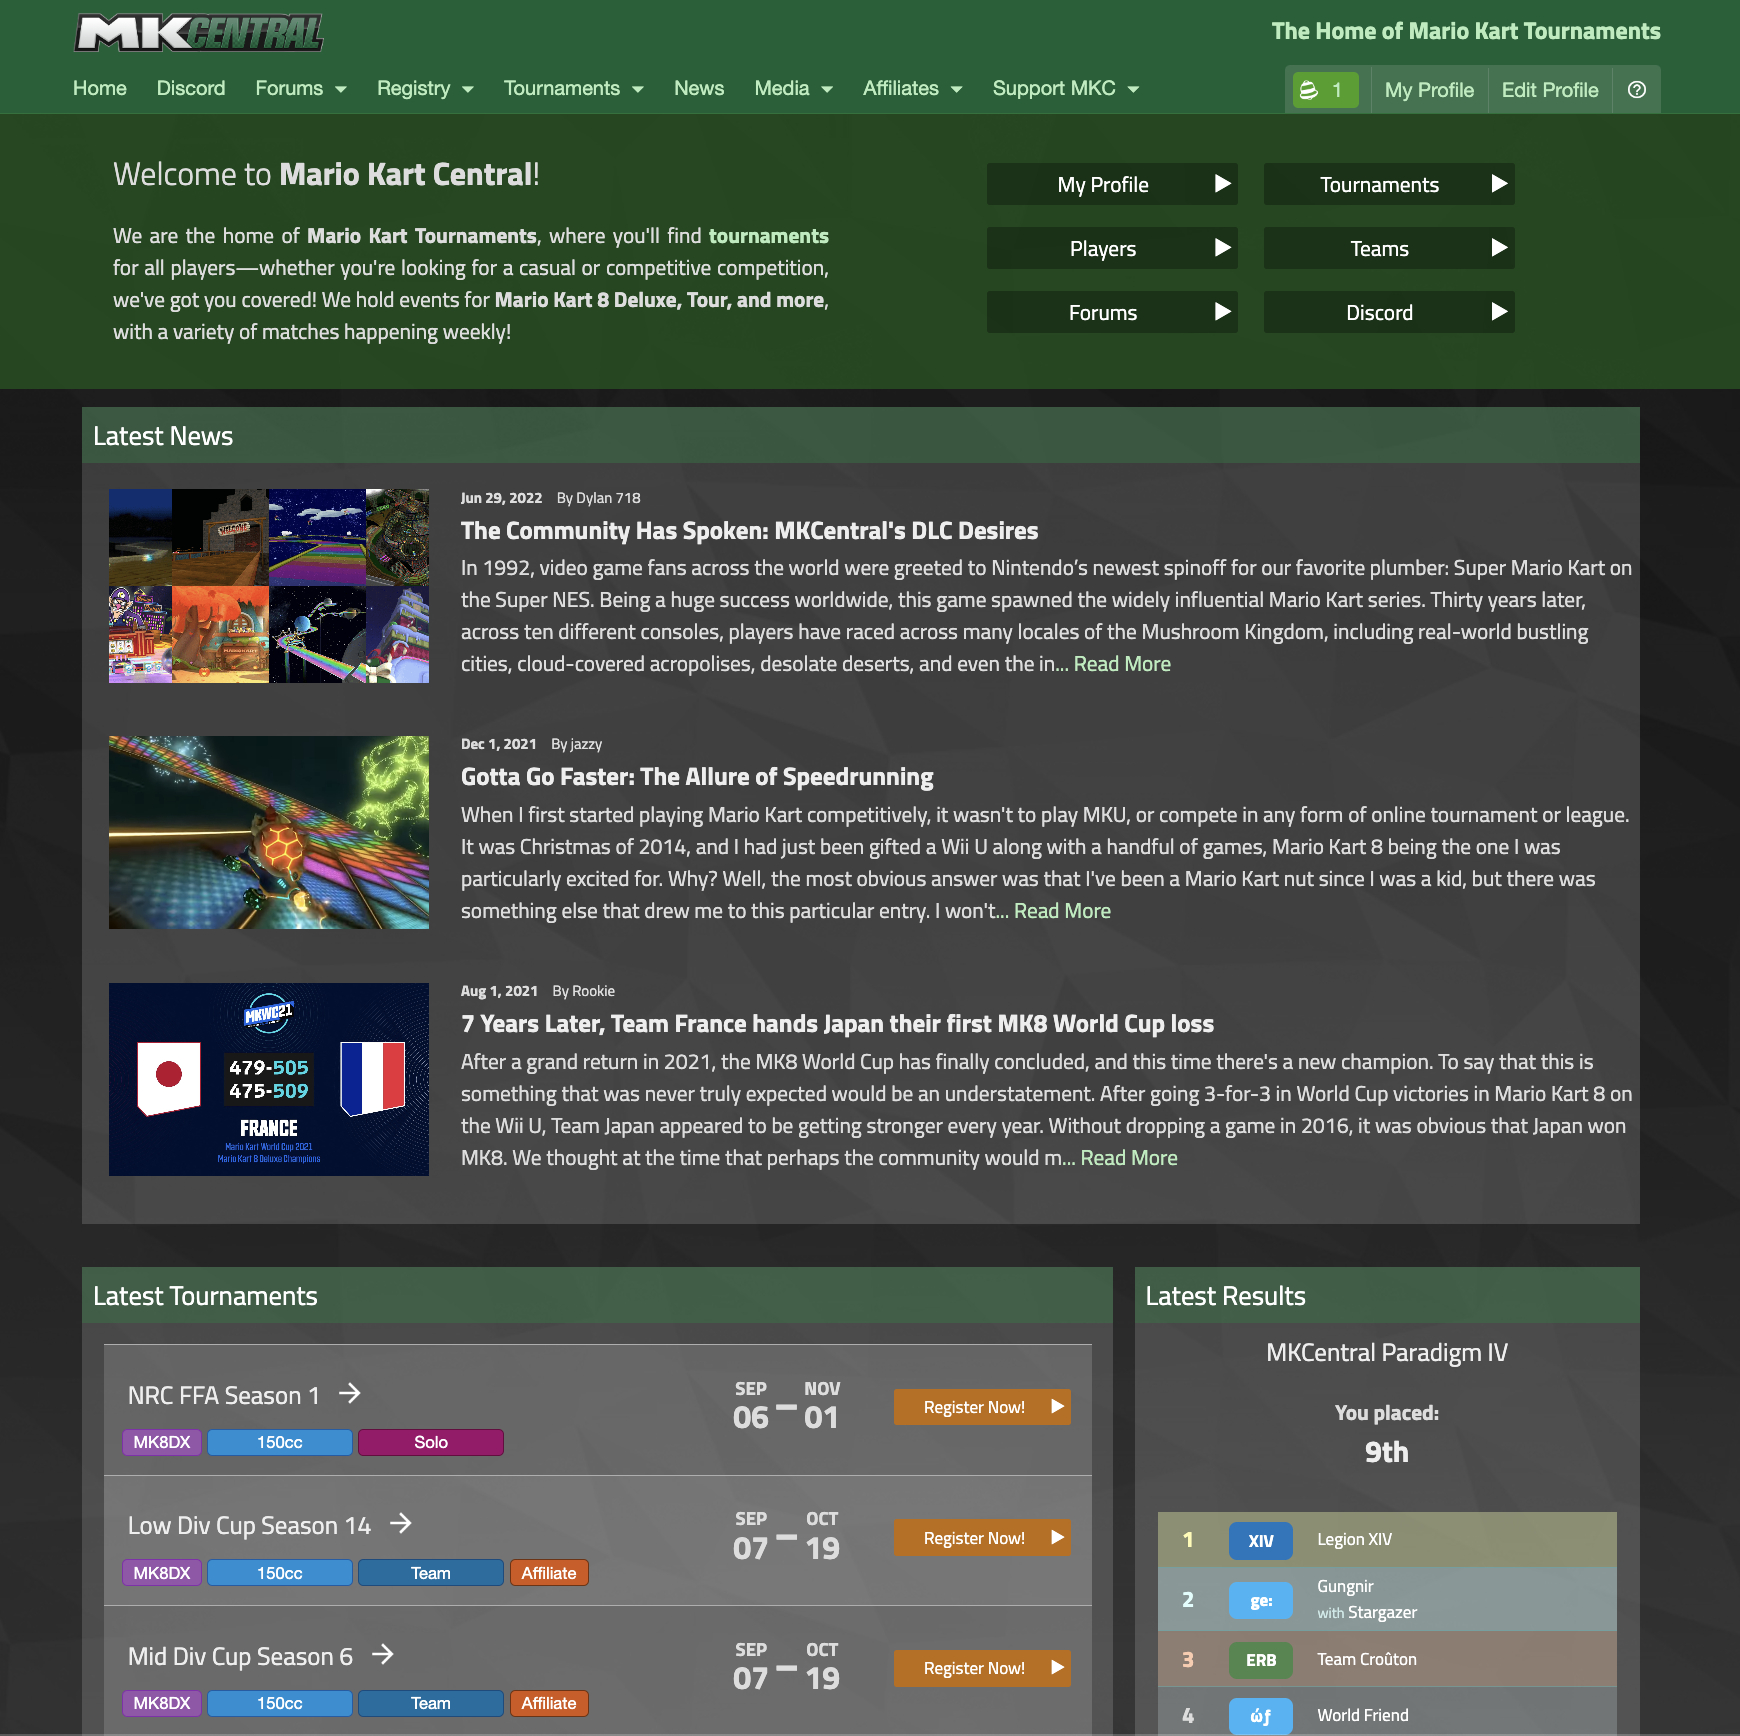 MKCENTRAL
The Home of Mario Kart Tournaments
Home Discord Forums Registry Tournaments News Media Affiliates Support MKC
1 My Profile Edit Profile
Welcome to Mario Kart Central!
We are the home of Mario Kart Tournaments, where you'll find tournaments
for all players—whether you're looking for a casual or competitive competition,
we've got you covered! We hold events for Mario Kart 8 Deluxe, Tour, and more,
with a variety of matches happening weekly!
My Profile
Tournaments
Players
Teams
Forums
Discord
Latest News
WELCOME
Jun 29, 2022 By Dylan 718
The Community Has Spoken: MKCentral's DLC Desires
In 1992, video game fans across the world were greeted to Nintendo’s newest spinoff for our favorite plumber: Super Mario Kart on
the Super NES. Being a huge success worldwide, this game spawned the widely influential Mario Kart series. Thirty years later,
across ten different consoles, players have raced across many locales of the Mushroom Kingdom, including real-world bustling
cities, cloud-covered acropolises, desolate deserts, and even the in... Read More
Dec 1, 2021 By jazzy
Gotta Go Faster: The Allure of Speedrunning
When I first started playing Mario Kart competitively, it wasn't to play MKU, or compete in any form of online tournament or league.
It was Christmas of 2014, and I had just been gifted a Wii U along with a handful of games, Mario Kart 8 being the one I was
particularly excited for. Why? Well, the most obvious answer was that I've been a Mario Kart nut since I was a kid, but there was
something else that drew me to this particular entry. I won't... Read More
MKWC21
479-505
475-509
FRANCE
Mario Kart World Cup 2021
Mario Kart 8 Deluxe Champions
Aug 1, 2021 By Rookie
7 Years Later, Team France hands Japan their first MK8 World Cup loss
After a grand return in 2021, the MK8 World Cup has finally concluded, and this time there's a new champion. To say that this is
something that was never truly expected would be an understatement. After going 3-for-3 in World Cup victories in Mario Kart 8 on
the Wii U, Team Japan appeared to be getting stronger every year. Without dropping a game in 2016, it was obvious that Japan won
MK8. We thought at the time that perhaps the community would m... Read More
Latest Tournaments
NRC FFA Season 1
SEP 06 – NOV 01
Register Now!
MK8DX 150cc Solo
Low Div Cup Season 14
SEP 07 – OCT 19
Register Now!
MK8DX 150cc Team Affiliate
Mid Div Cup Season 6
SEP 07 – OCT 19
Register Now!
MK8DX 150cc Team Affiliate
Latest Results
MKCentral Paradigm IV
You placed:
9th
1 XIV Legion XIV
2 ge: Gungnir
with Stargazer
3 ERB Team Croûton
4 ώƒ World Friend